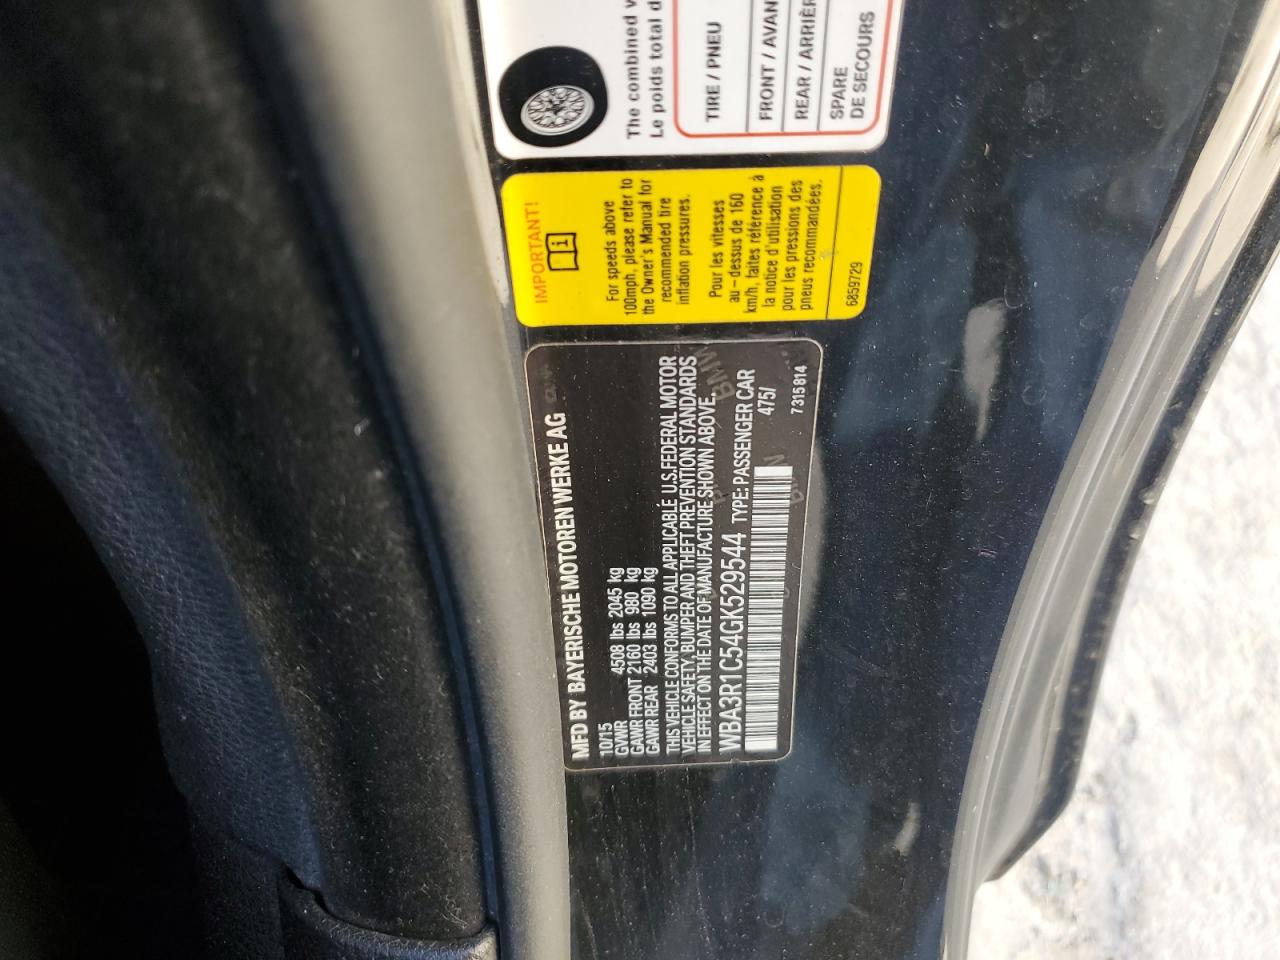 The combined
Le poids total d
TIRE / PNEU
FRONT / AVAN
REAR / ARRIÈR
SPARE
DE SECOURS
IMPORTANT!
For speeds above
100mph, please refer to
the Owner's Manual for
recommended tire
inflation pressures.
Pour les vitesses
au-dessus de 160
km/h, faites référence à
la notice d'utilisation
pour les pressions des
pneus recommandées.
6859729
MFD BY BAYERISCHE MOTOREN WERKE AG
10/15
GVWR 4508 lbs 2045 kg
GAWR FRONT 2160 lbs 980 kg
GAWR REAR 2403 lbs 1090 kg
THIS VEHICLE CONFORMS TO ALL APPLICABLE U.S.FEDERAL MOTOR
VEHICLE SAFETY, BUMPER AND THEFT PREVENTION STANDARDS
IN EFFECT ON THE DATE OF MANUFACTURE SHOWN ABOVE.
WBA3R1C54GK529544 TYPE: PASSENGER CAR
475/
7315814
BMW